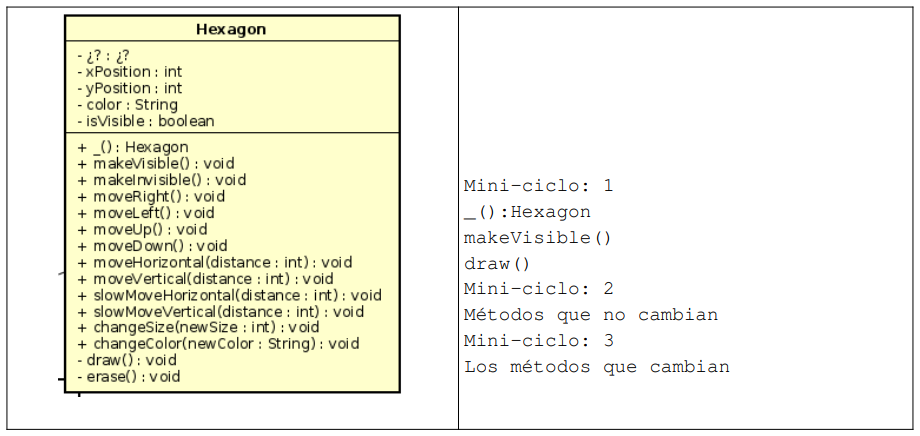 Hexagon
- ¿? : ¿?
- xPosition : int
- yPosition : int
- color : String
- isVisible : boolean
+ _() : Hexagon
+ makeVisible() : void
+ makeInvisible() : void
+ moveRight() : void
+ moveLeft() : void
+ moveUp() : void
+ moveDown() : void
+ moveHorizontal(distance : int) : void
+ moveVertical(distance : int) : void
+ slowMoveHorizontal(distance : int) : void
+ slowMoveVertical(distance : int) : void
+ changeSize(newSize : int) : void
+ changeColor(newColor : String) : void
- draw() : void
- erase() : void
Mini-ciclo: 1
_():Hexagon
makeVisible()
draw()
Mini-ciclo: 2
Métodos que no cambian
Mini-ciclo: 3
Los métodos que cambian